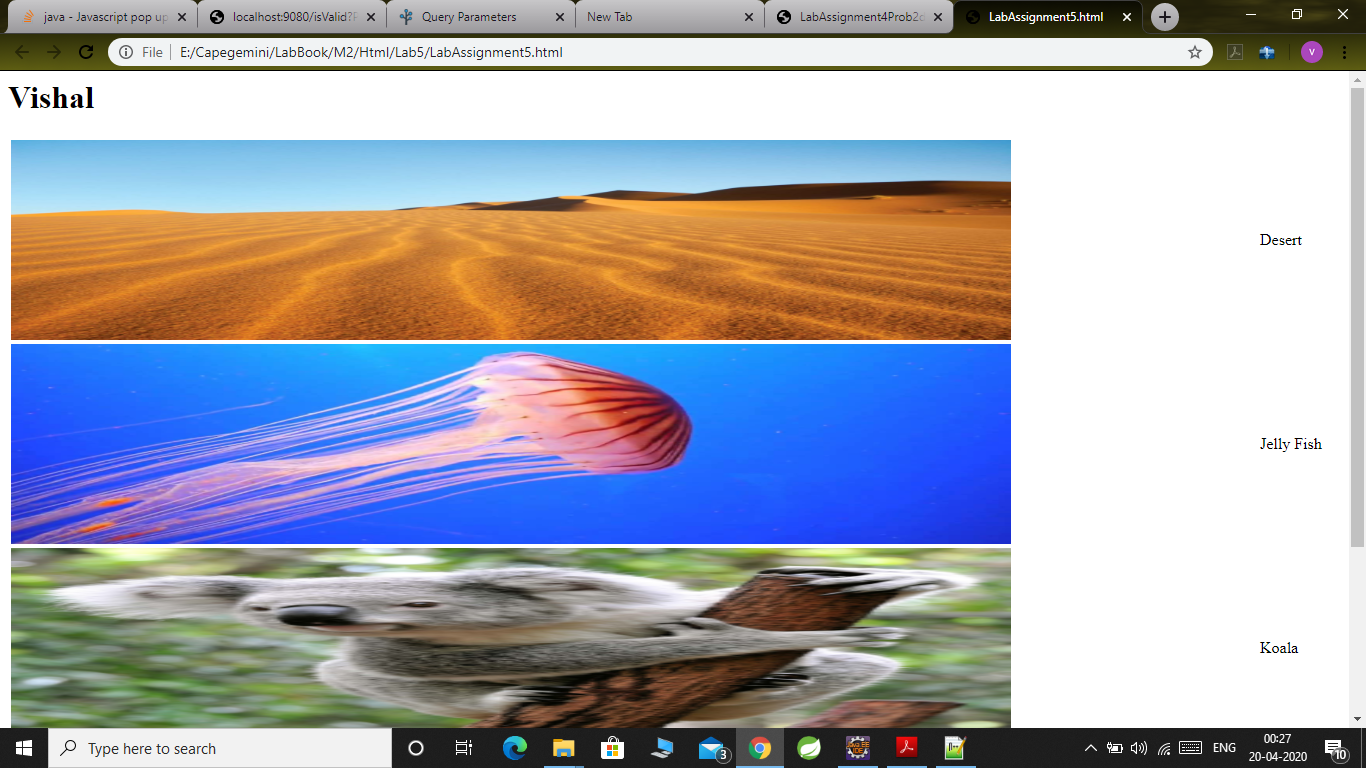 java - Javascript pop up
localhost:9080/isValid?
Query Parameters
New Tab
LabAssignment4Prob2
LabAssignment5.html
File
E:/Capegemini/LabBook/M2/Html/Lab5/LabAssignment5.html
V
Vishal
Desert
Jelly Fish
Koala
Type here to search
3
ENG
00:27
20-04-2020
10